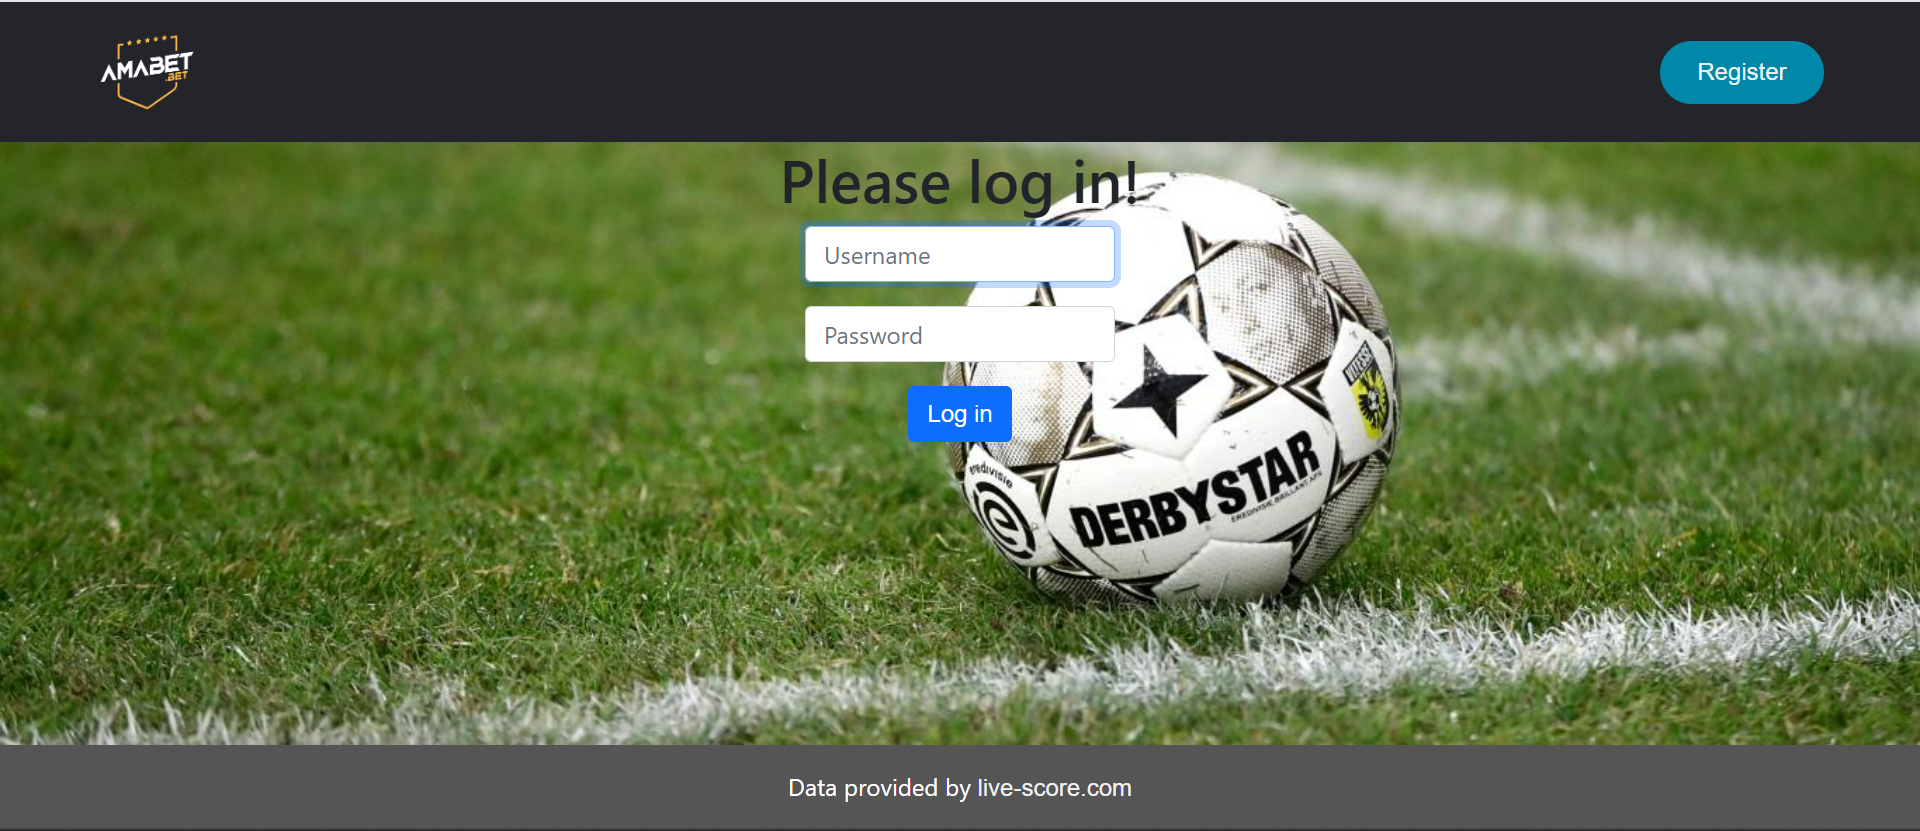 AMABET
.BET
Register
Please log in!
Username
Password
Log in
VITESSE
eredivisie
DERBYSTAR
EREDIVISIE BRILLANT APS
Data provided by live-score.com